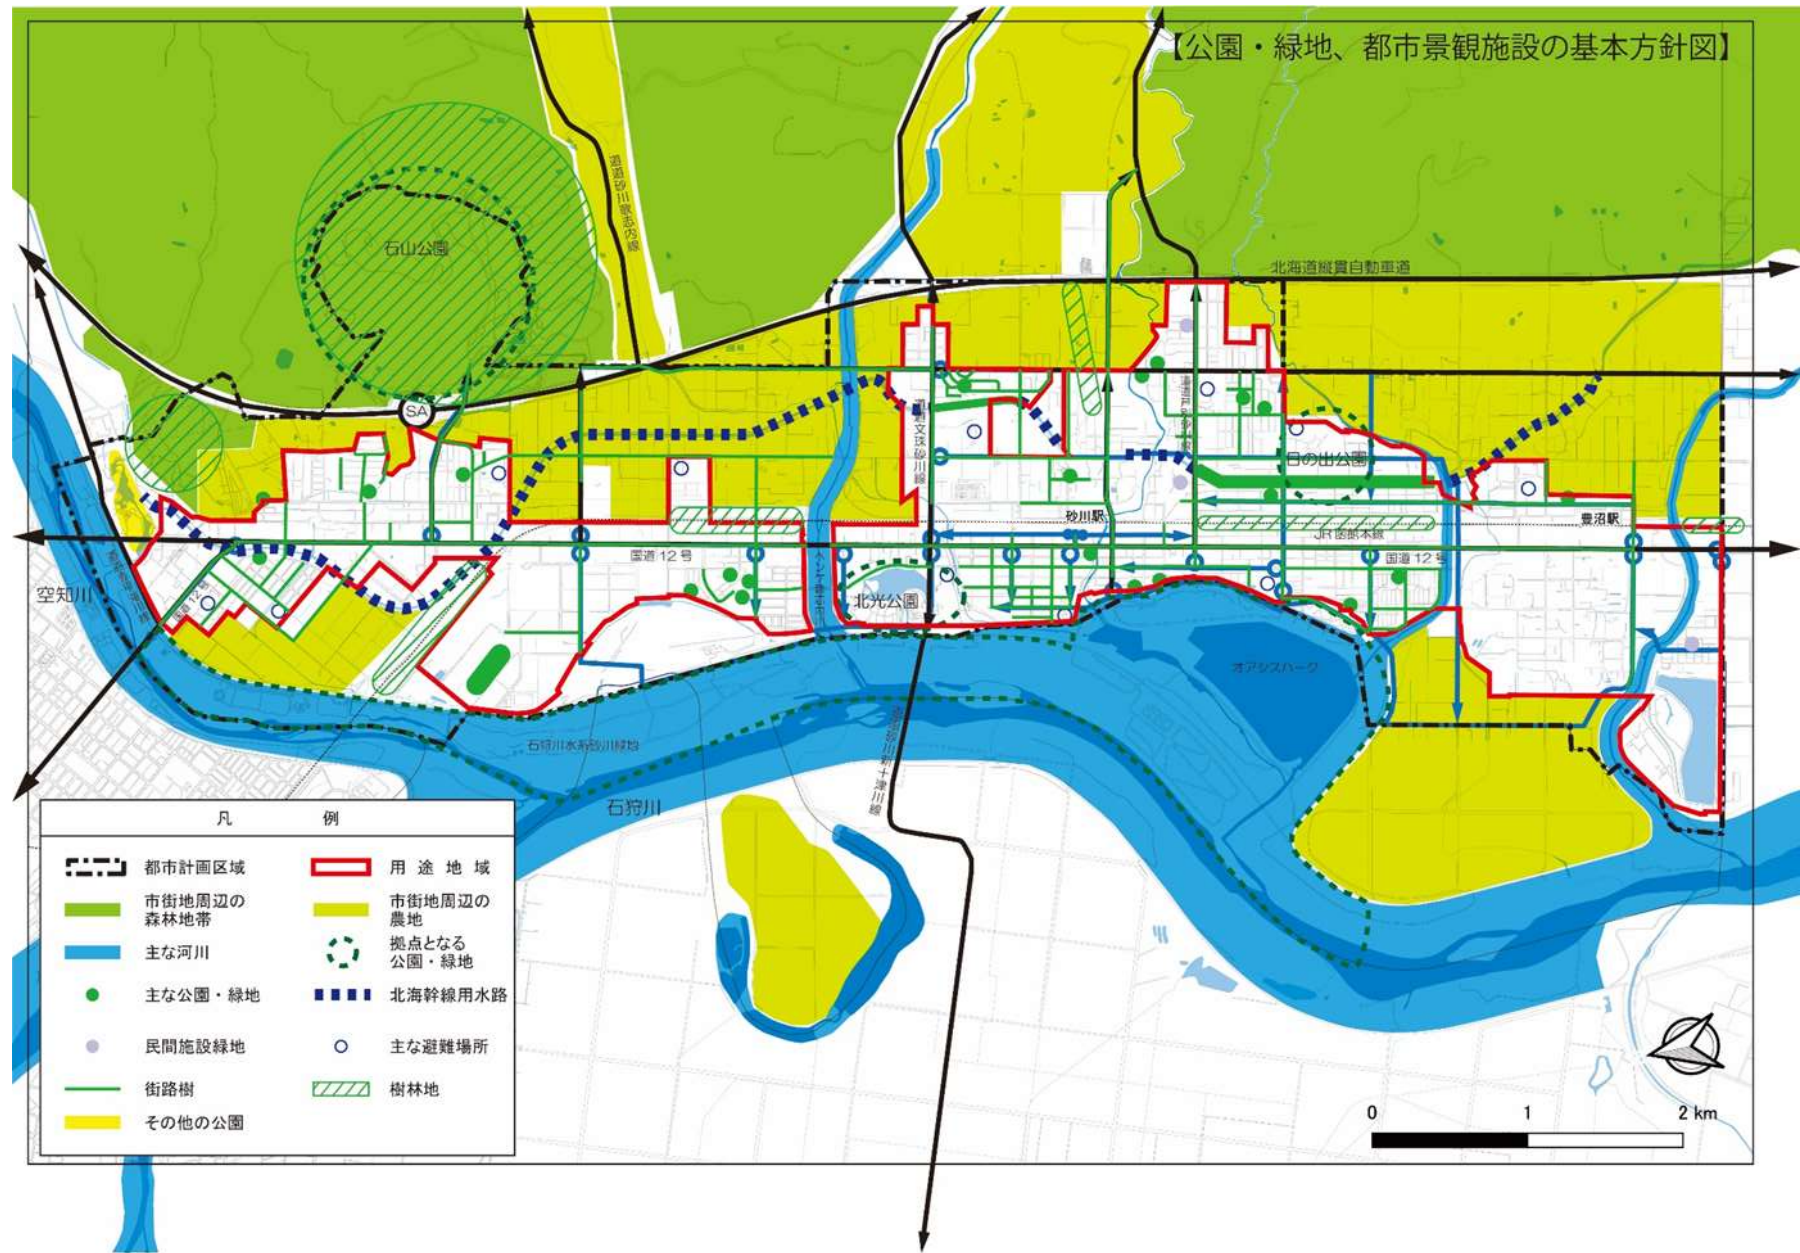 【公園・緑地、都市景観施設の基本方針図】
道道砂川歌志内線
石山公園
北海道縦貫自動車道
SA
道道文珠砂川線
日の出公園
砂川駅
豊沼駅
JR函館本線
国道12号
国道12号
国道12号
空知川
北光公園
オアシスパーク
石狩川水系砂川緑地
石狩川
凡 例
都市計画区域
用途地域
市街地周辺の
森林地帯
市街地周辺の
農地
主な河川
拠点となる
公園・緑地
主な公園・緑地
北海幹線用水路
民間施設緑地
主な避難場所
街路樹
樹林地
その他の公園
0 1 2 km